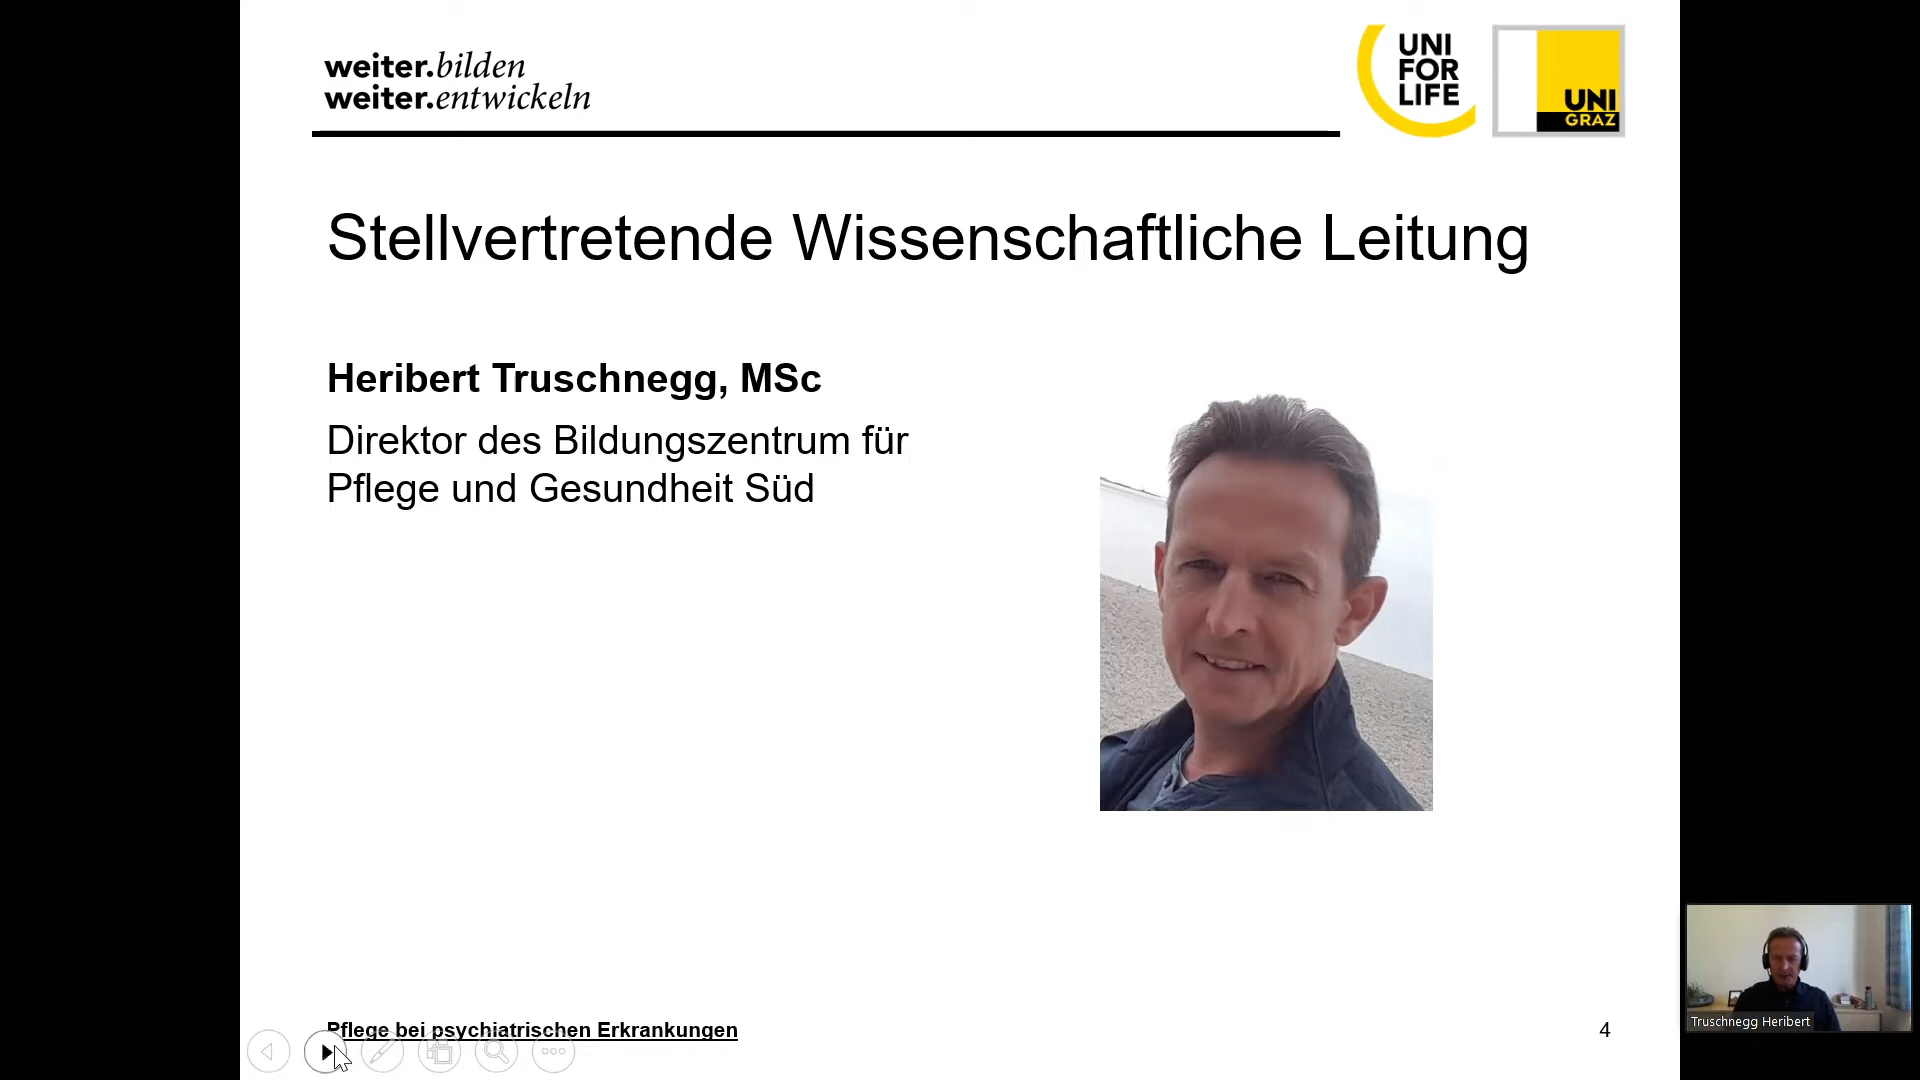 weiter.bilden
weiter.entwickeln
UNI
FOR
LIFE
UNI
GRAZ
Stellvertretende Wissenschaftliche Leitung
Heribert Truschnegg, MSc
Direktor des Bildungszentrum für
Pflege und Gesundheit Süd
Pflege bei psychiatrischen Erkrankungen
4
Truschnegg Heribert